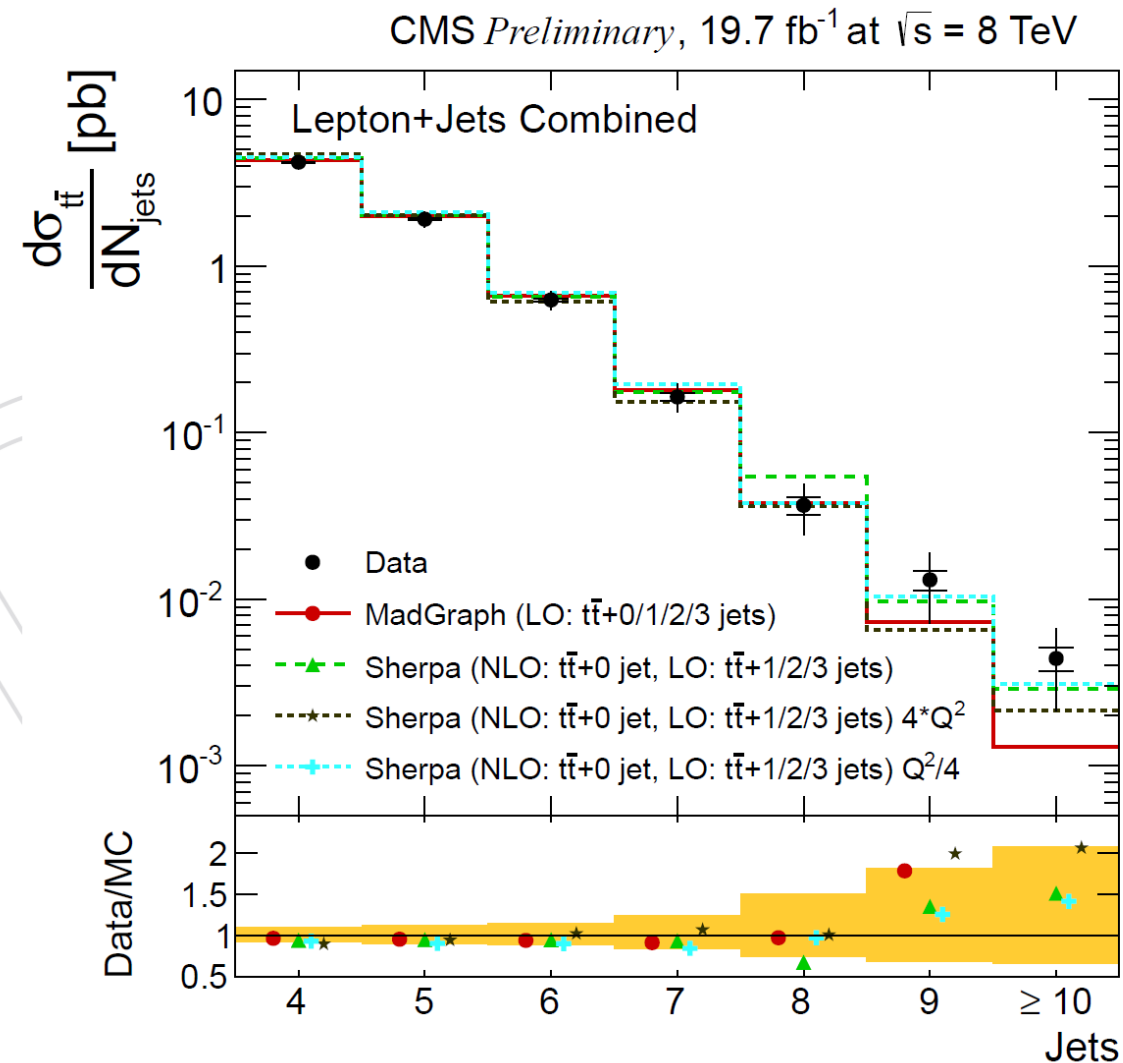 CMS Preliminary, 19.7 fb⁻¹ at √s = 8 TeV
dσtt̄
dNjets
[pb]
Lepton+Jets Combined
10
1
10⁻¹
10⁻²
10⁻³
Data
MadGraph (LO: tt̄+0/1/2/3 jets)
Sherpa (NLO: tt̄+0 jet, LO: tt̄+1/2/3 jets)
Sherpa (NLO: tt̄+0 jet, LO: tt̄+1/2/3 jets) 4*Q²
Sherpa (NLO: tt̄+0 jet, LO: tt̄+1/2/3 jets) Q²/4
Data/MC
2
1.5
1
0.5
4 5 6 7 8 9 ≥ 10
Jets